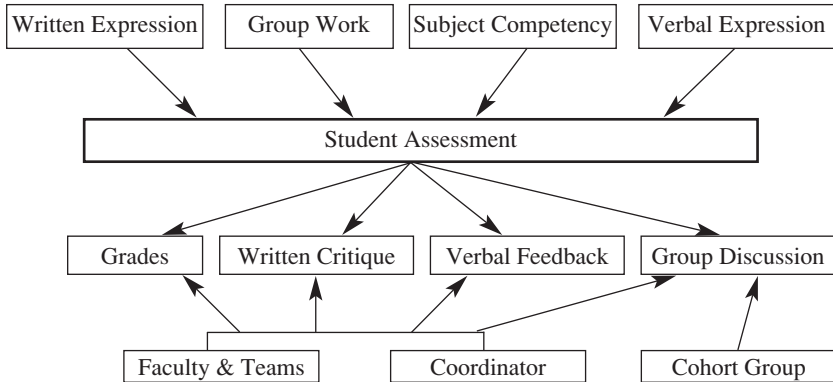 Written Expression
Group Work
Subject Competency
Verbal Expression
Student Assessment
Grades
Written Critique
Verbal Feedback
Group Discussion
Faculty & Teams
Coordinator
Cohort Group